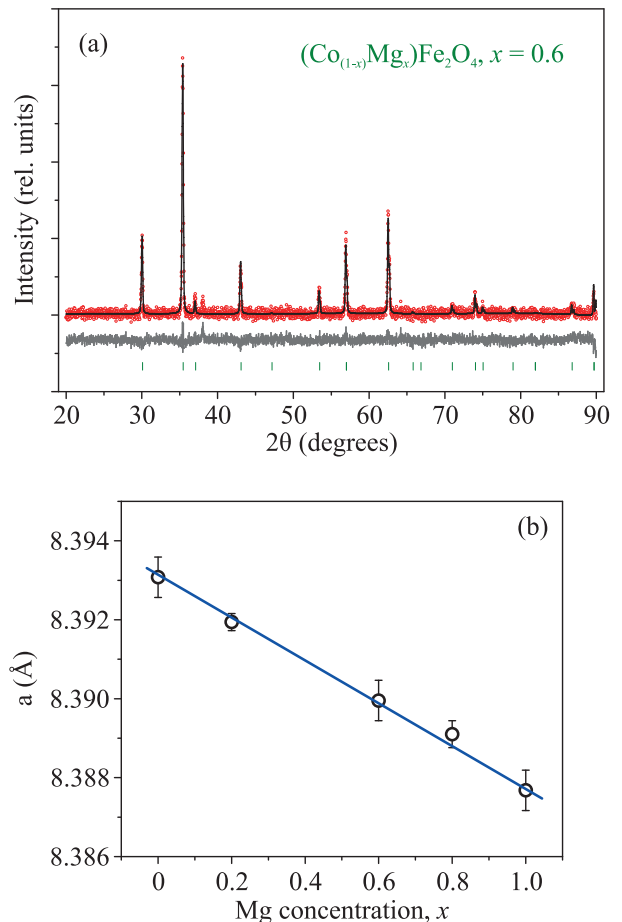 (a)
(Co(1-x)Mgx)Fe2O4, x = 0.6
Intensity (rel. units)
20 30 40 50 60 70 80 90
2θ (degrees)
(b)
8.394
8.392
8.390
8.388
8.386
a (Å)
0 0.2 0.4 0.6 0.8 1.0
Mg concentration, x